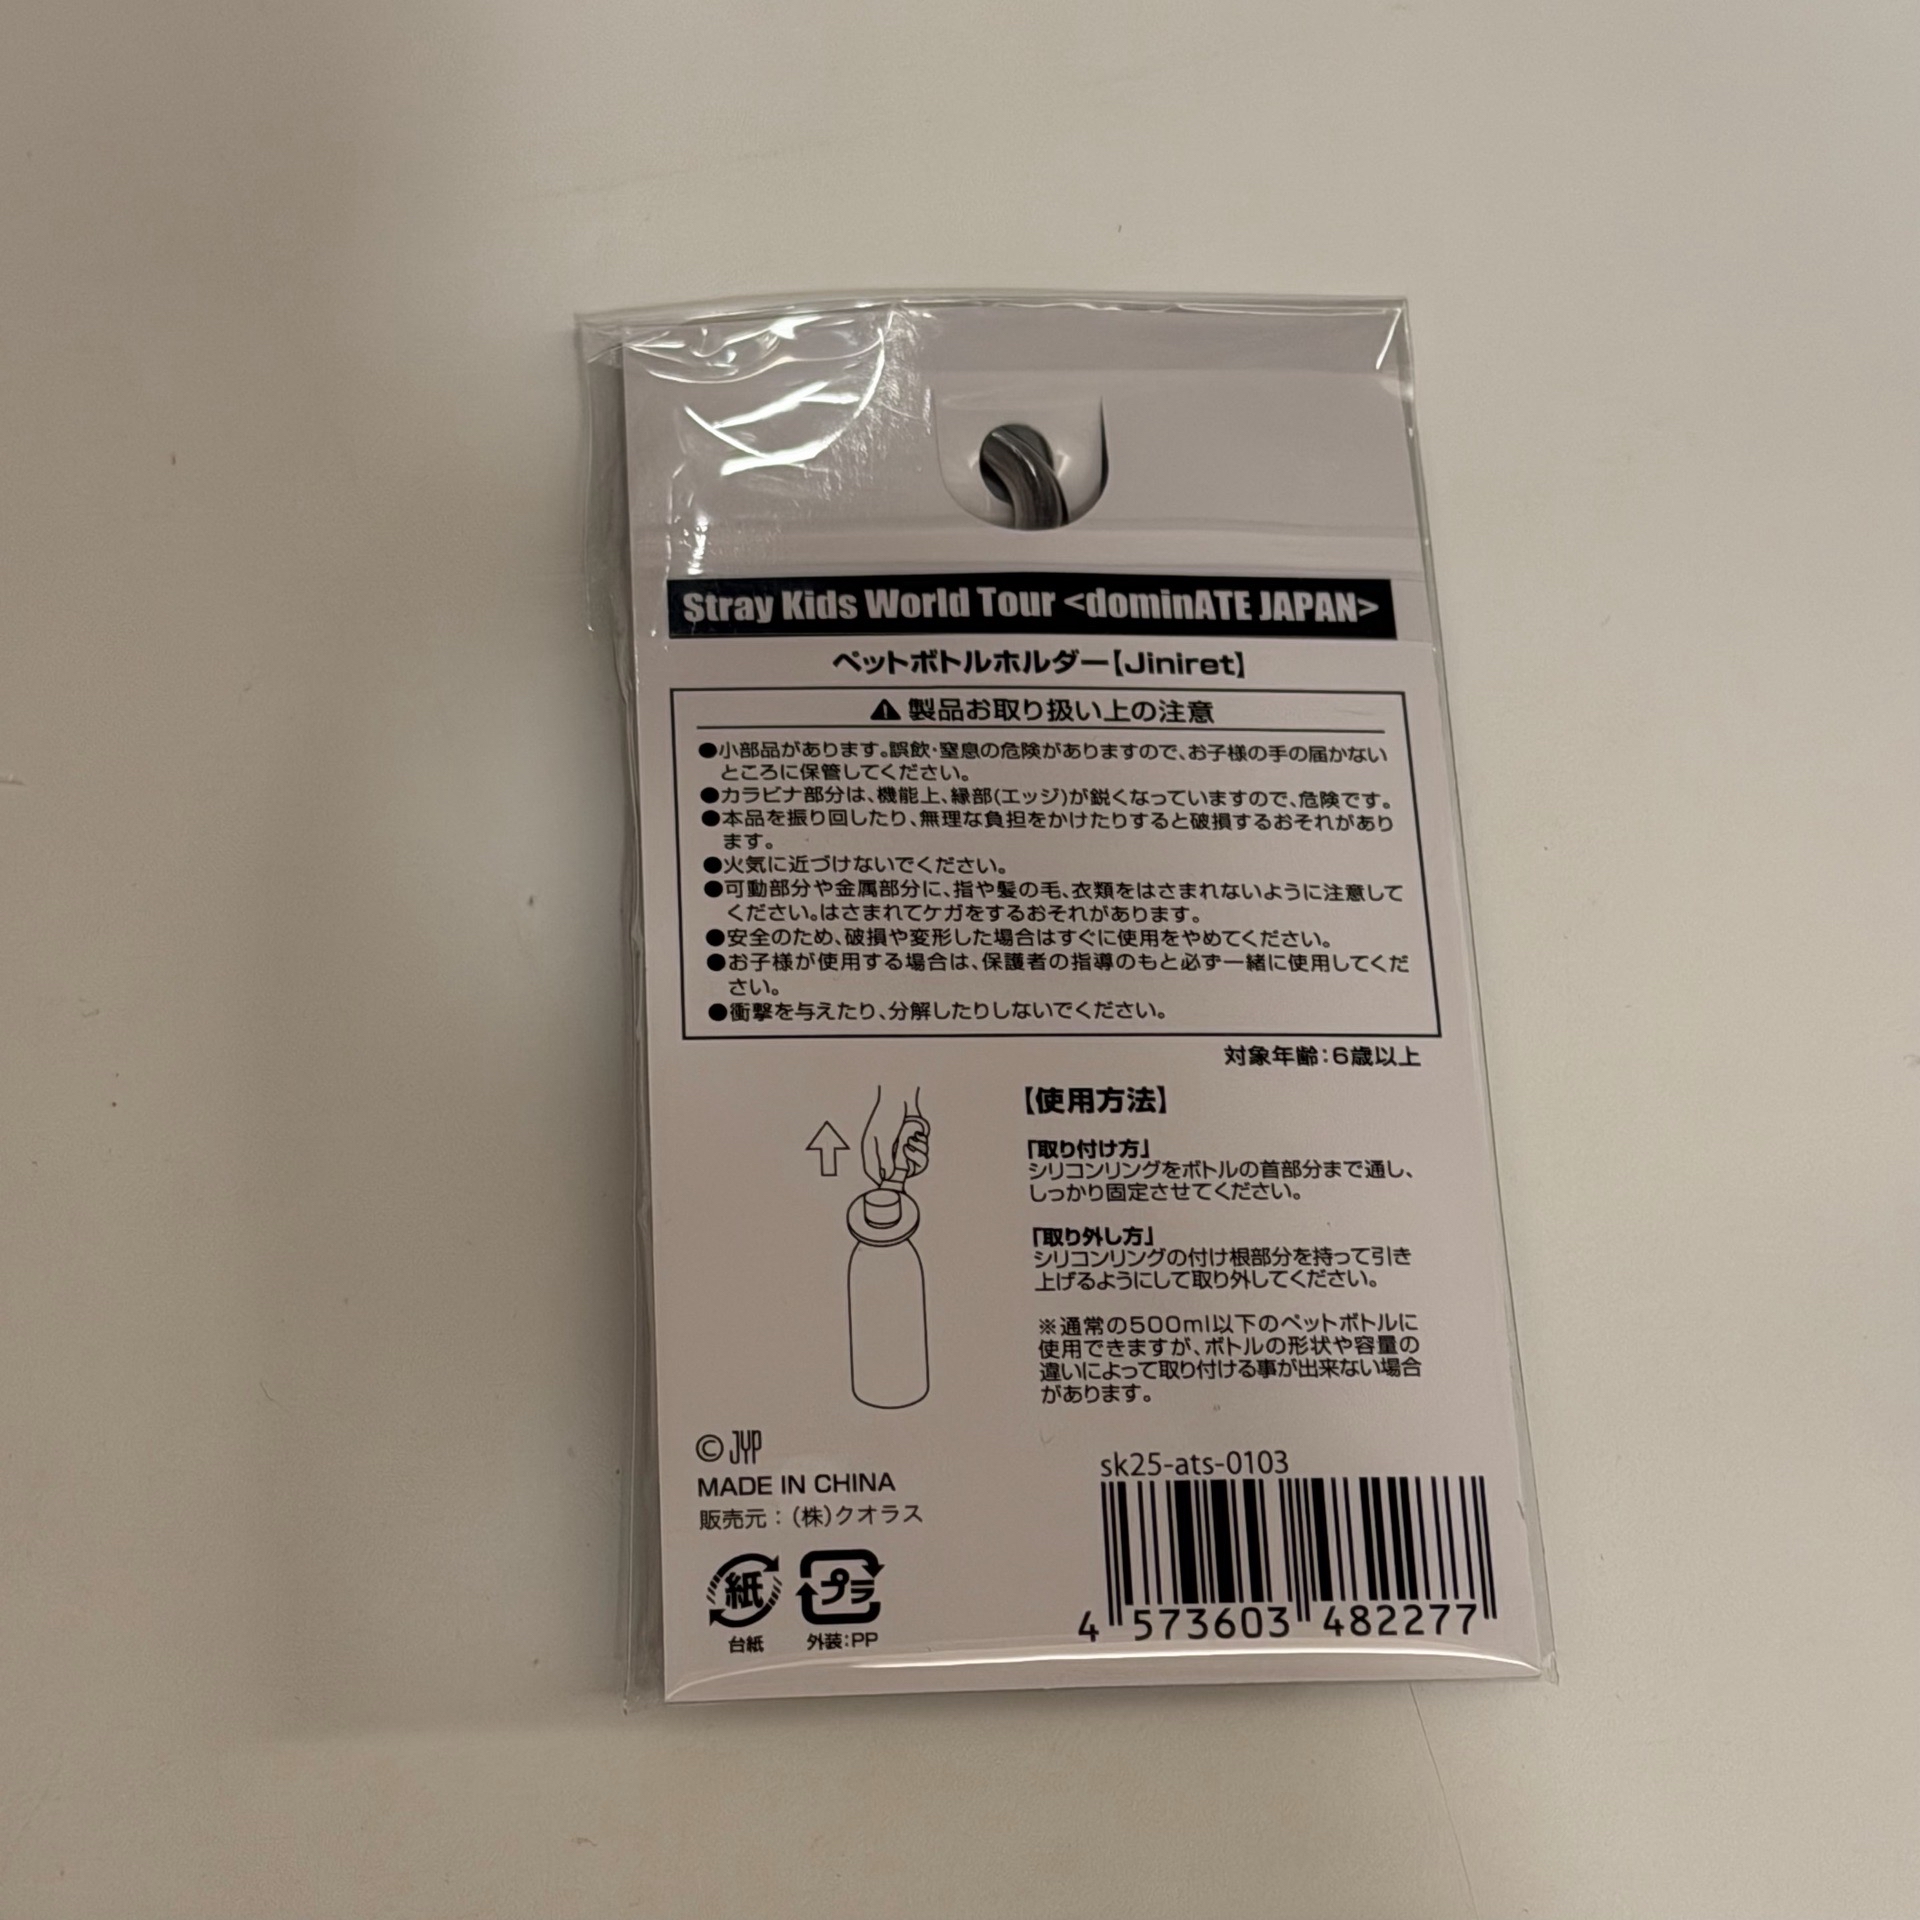 Stray Kids World Tour <dominATE JAPAN>
ペットボトルホルダー【Jiniret】
⚠ 製品お取り扱い上の注意
●小部品があります。誤飲・窒息の危険がありますので、お子様の手の届かない
ところに保管してください。
●カラビナ部分は、機能上、縁部(エッジ)が鋭くなっていますので、危険です。
●本品を振り回したり、無理な負担をかけたりすると破損するおそれがあり
ます。
●火気に近づけないでください。
●可動部分や金属部分に、指や髪の毛、衣類をはさまれないように注意して
ください。はさまれてケガをするおそれがあります。
●安全のため、破損や変形した場合はすぐに使用をやめてください。
●お子様が使用する場合は、保護者の指導のもと必ず一緒に使用してくだ
さい。
●衝撃を与えたり、分解したりしないでください。
対象年齢：6歳以上
【使用方法】
「取り付け方」
シリコンリングをボトルの首部分まで通し、
しっかり固定させてください。
「取り外し方」
シリコンリングの付け根部分を持って引き
上げるようにして取り外してください。
※通常の500ml以下のペットボトルに
使用できますが、ボトルの形状や容量の
違いによって取り付ける事が出来ない場合
があります。
© JYP
MADE IN CHINA
販売元：(株)クオラス
紙
台紙
プラ
外装：PP
sk25-ats-0103
4 573603 482277